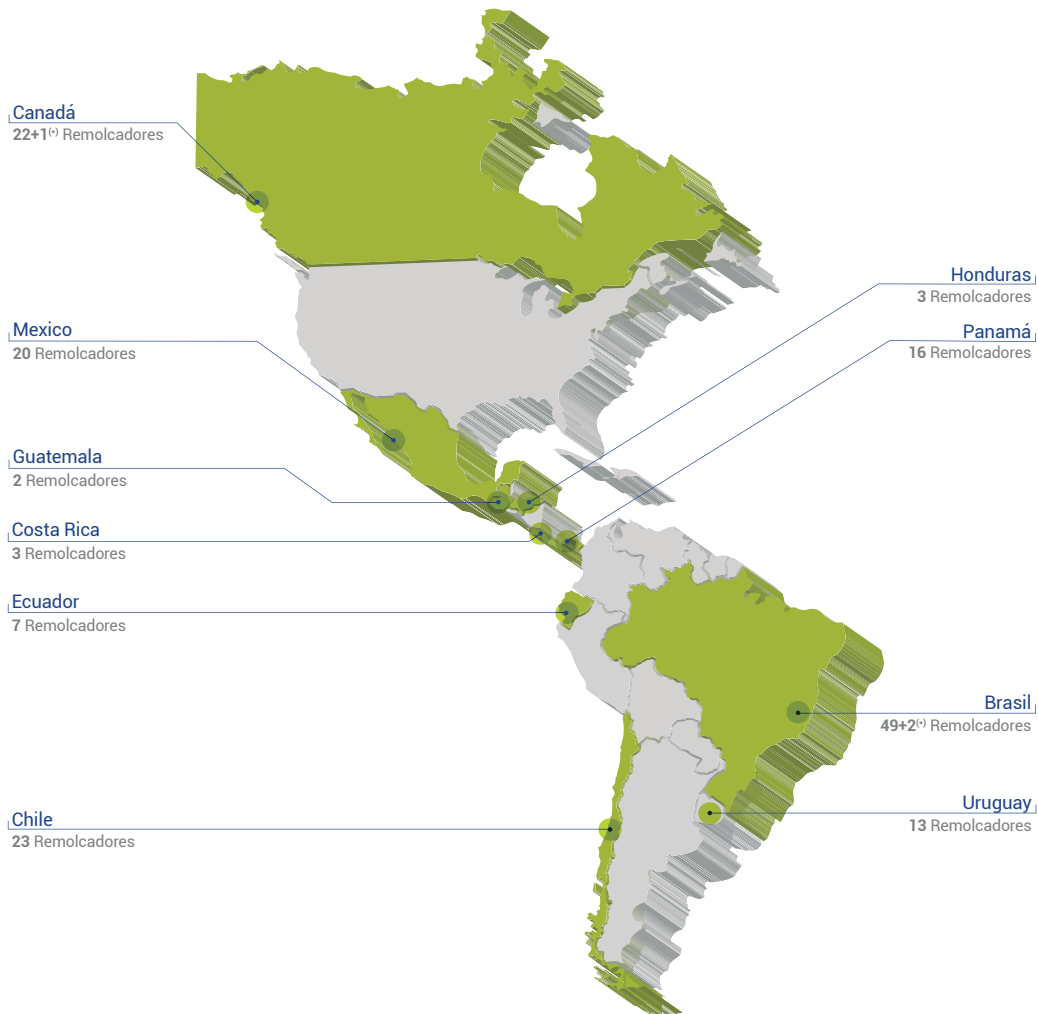 Canadá
22+1(*) Remolcadores
Mexico
20 Remolcadores
Guatemala
2 Remolcadores
Costa Rica
3 Remolcadores
Ecuador
7 Remolcadores
Chile
23 Remolcadores
Honduras
3 Remolcadores
Panamá
16 Remolcadores
Brasil
49+2(*) Remolcadores
Uruguay
13 Remolcadores